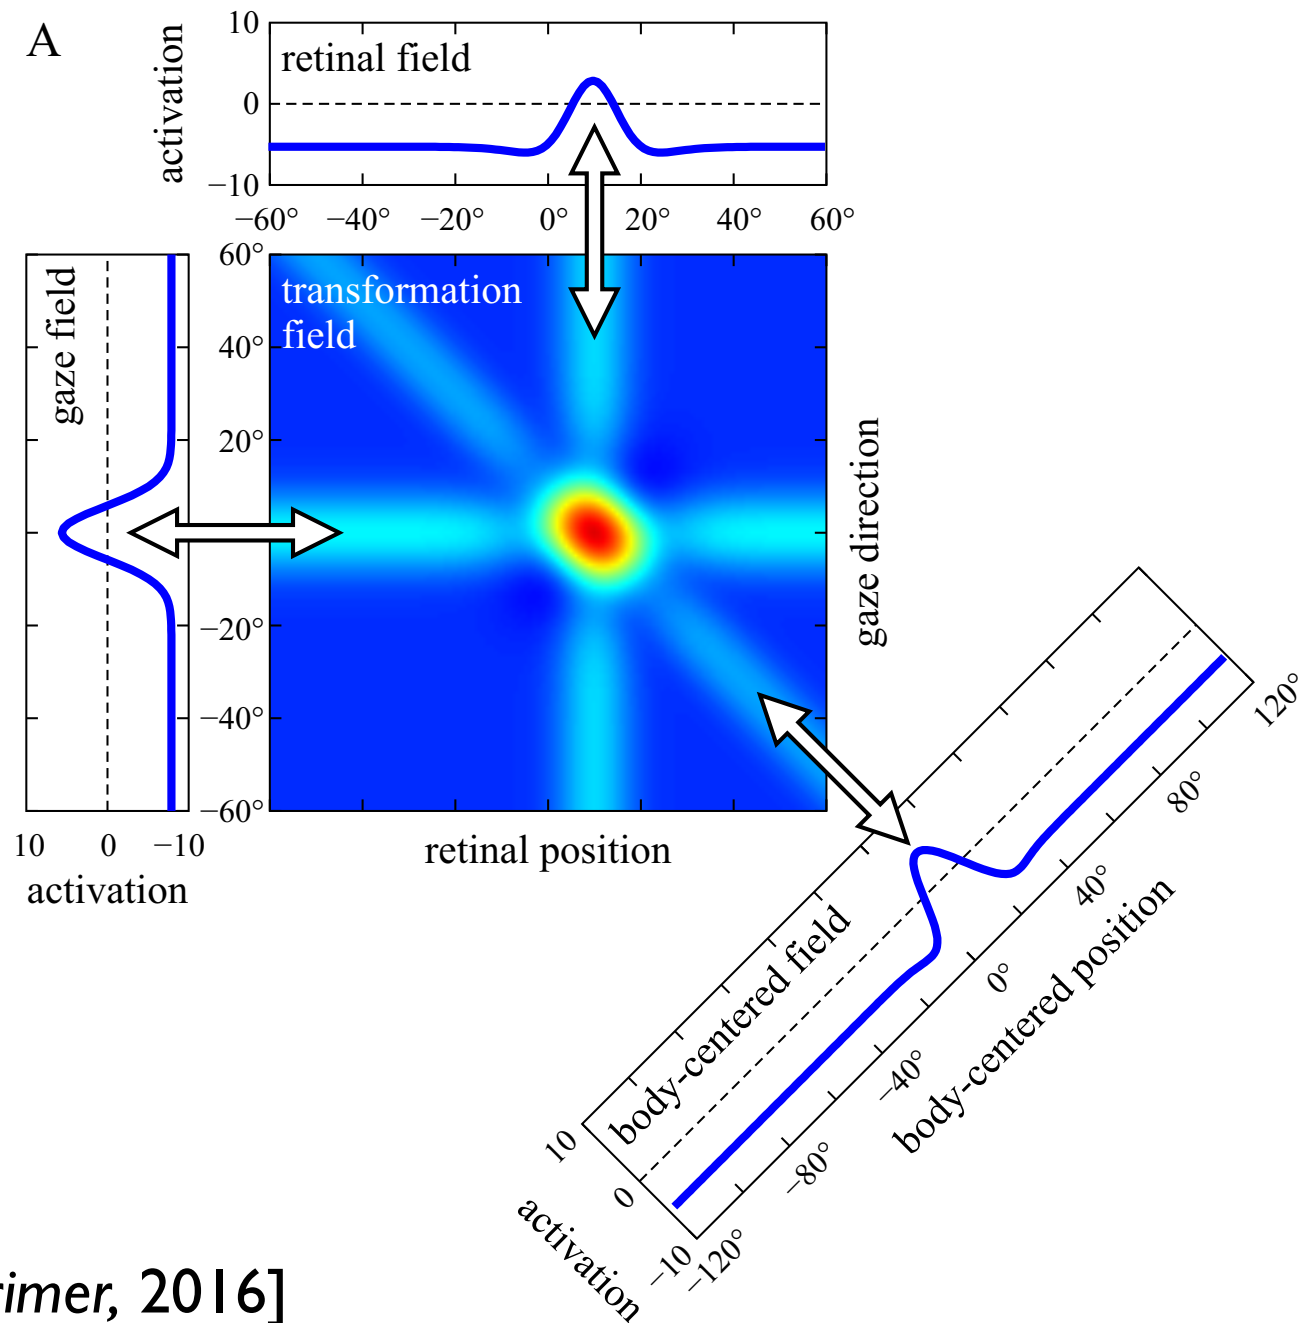 A
activation
10
0
−10
retinal field
−60° −40° −20° 0° 20° 40° 60°
gaze field
10 0 −10
activation
60°
40°
20°
−20°
−40°
−60°
transformation
field
retinal position
gaze direction
body-centered field
10
0
−10
activation
−120°
−80°
−40°
0°
40°
80°
120°
body-centered position
rimer, 2016]